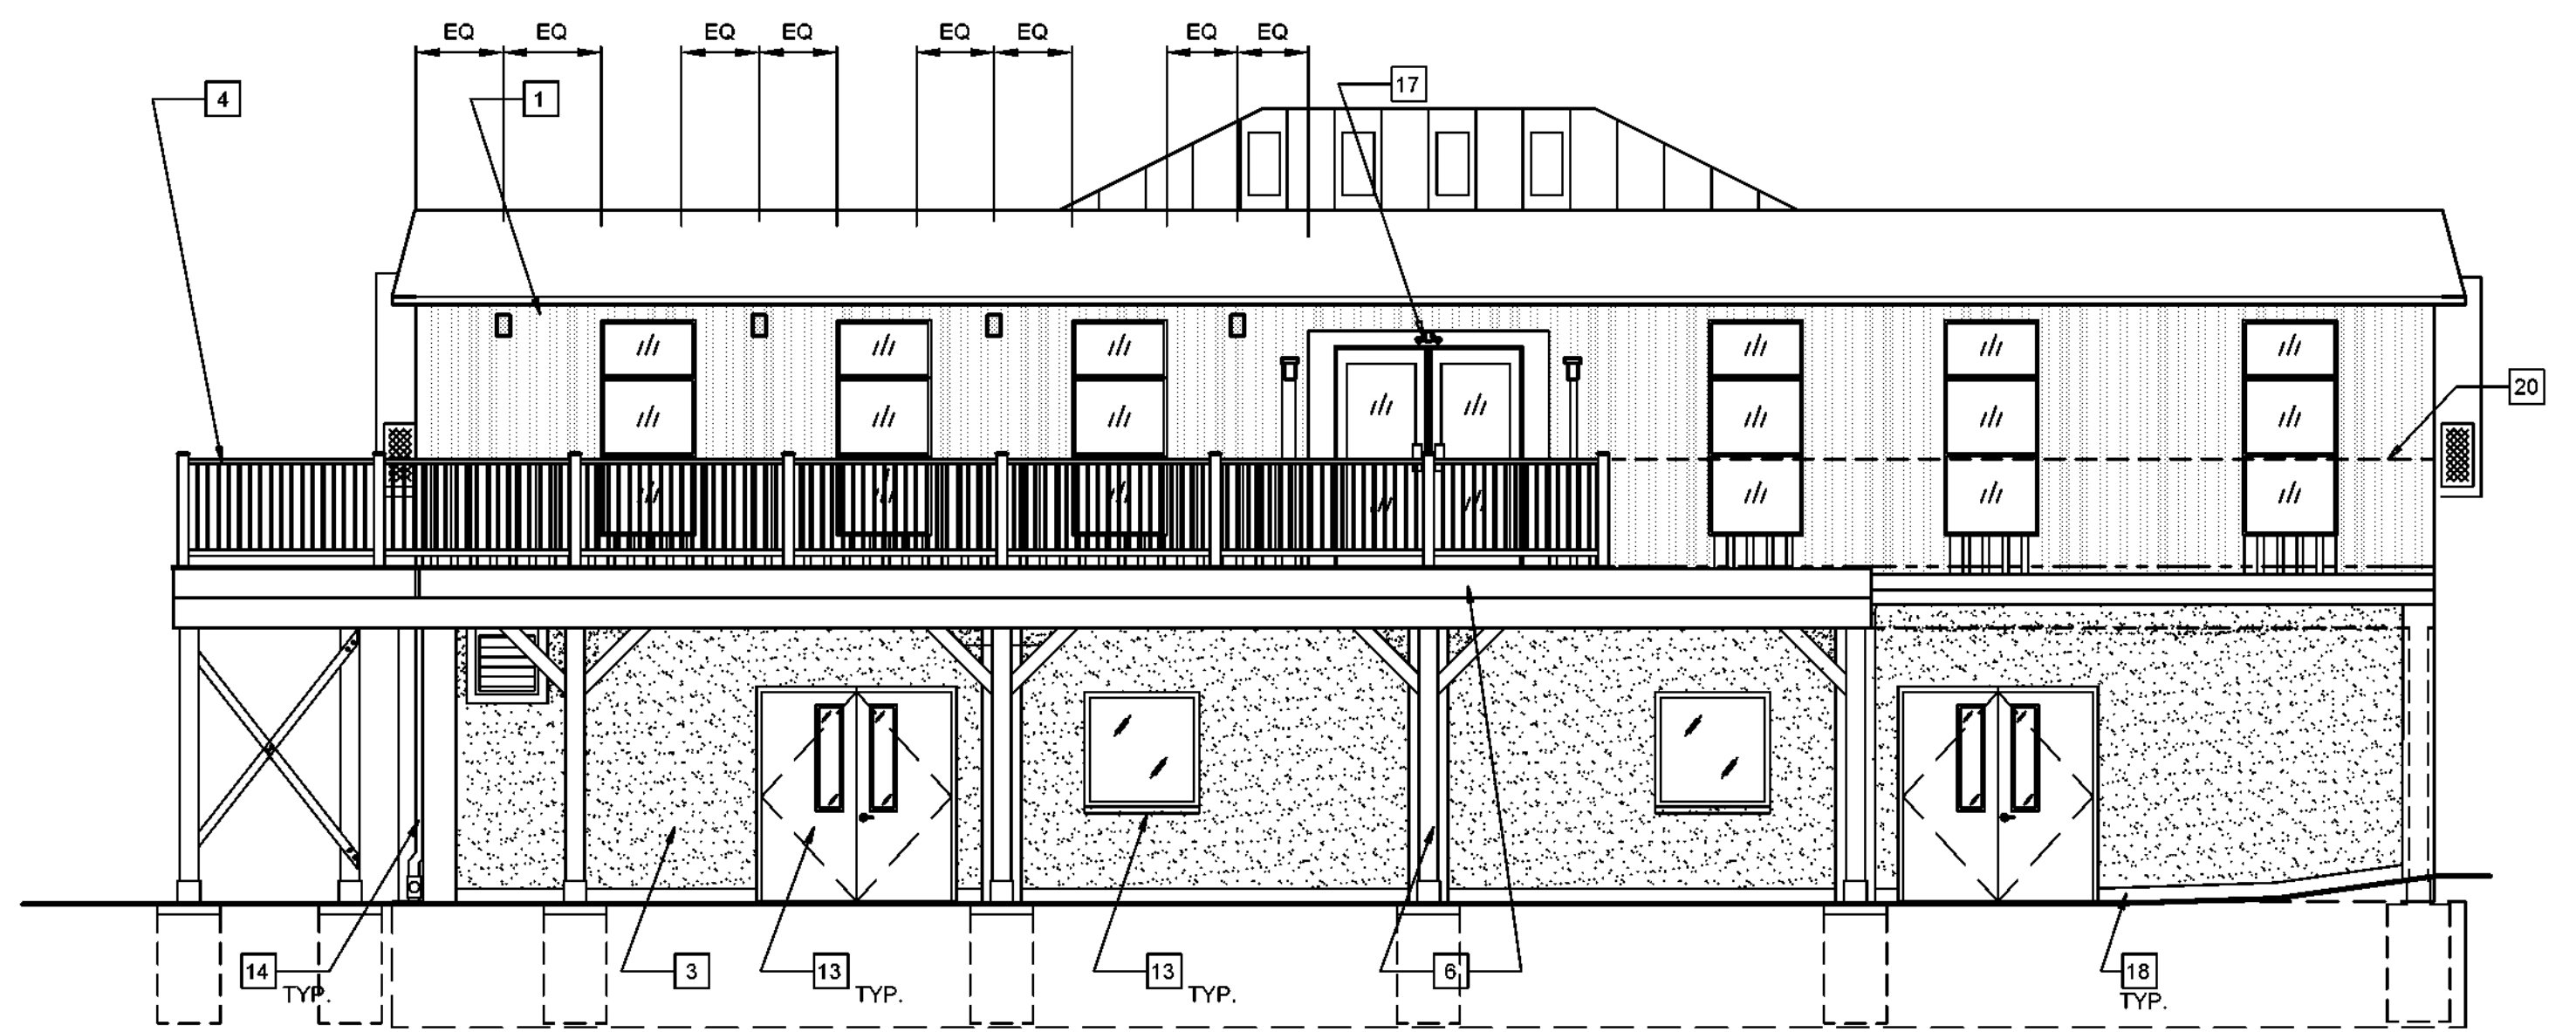 EQ EQ EQ EQ EQ EQ EQ EQ
4 1 17
20
14 TYP. 3 13 TYP. 13 TYP. 6 18 TYP.